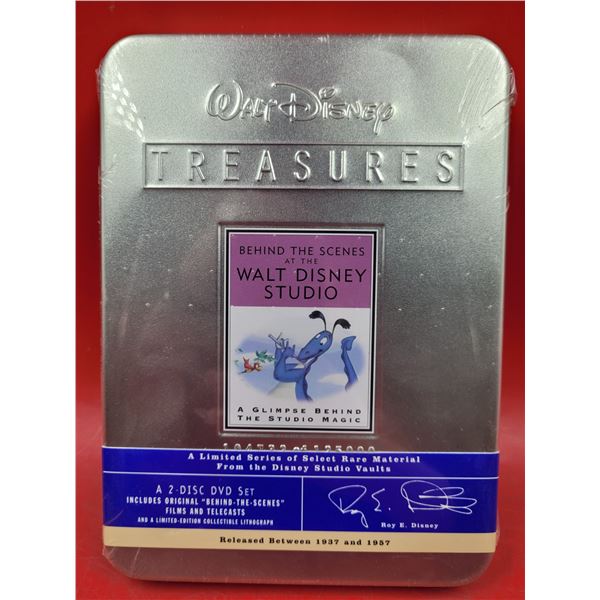 WALT DISNEY
TREASURES
BEHIND THE SCENES
AT THE
WALT DISNEY
STUDIO
A GLIMPSE BEHIND
THE STUDIO MAGIC
A Limited Series of Select Rare Material
From the Disney Studio Vaults
A 2-DISC DVD SET
INCLUDES ORIGINAL "BEHIND-THE-SCENES"
FILMS AND TELECASTS
AND A LIMITED-EDITION COLLECTIBLE LITHOGRAPH
Roy E. Disney
Roy E. Disney
Released Between 1937 and 1957